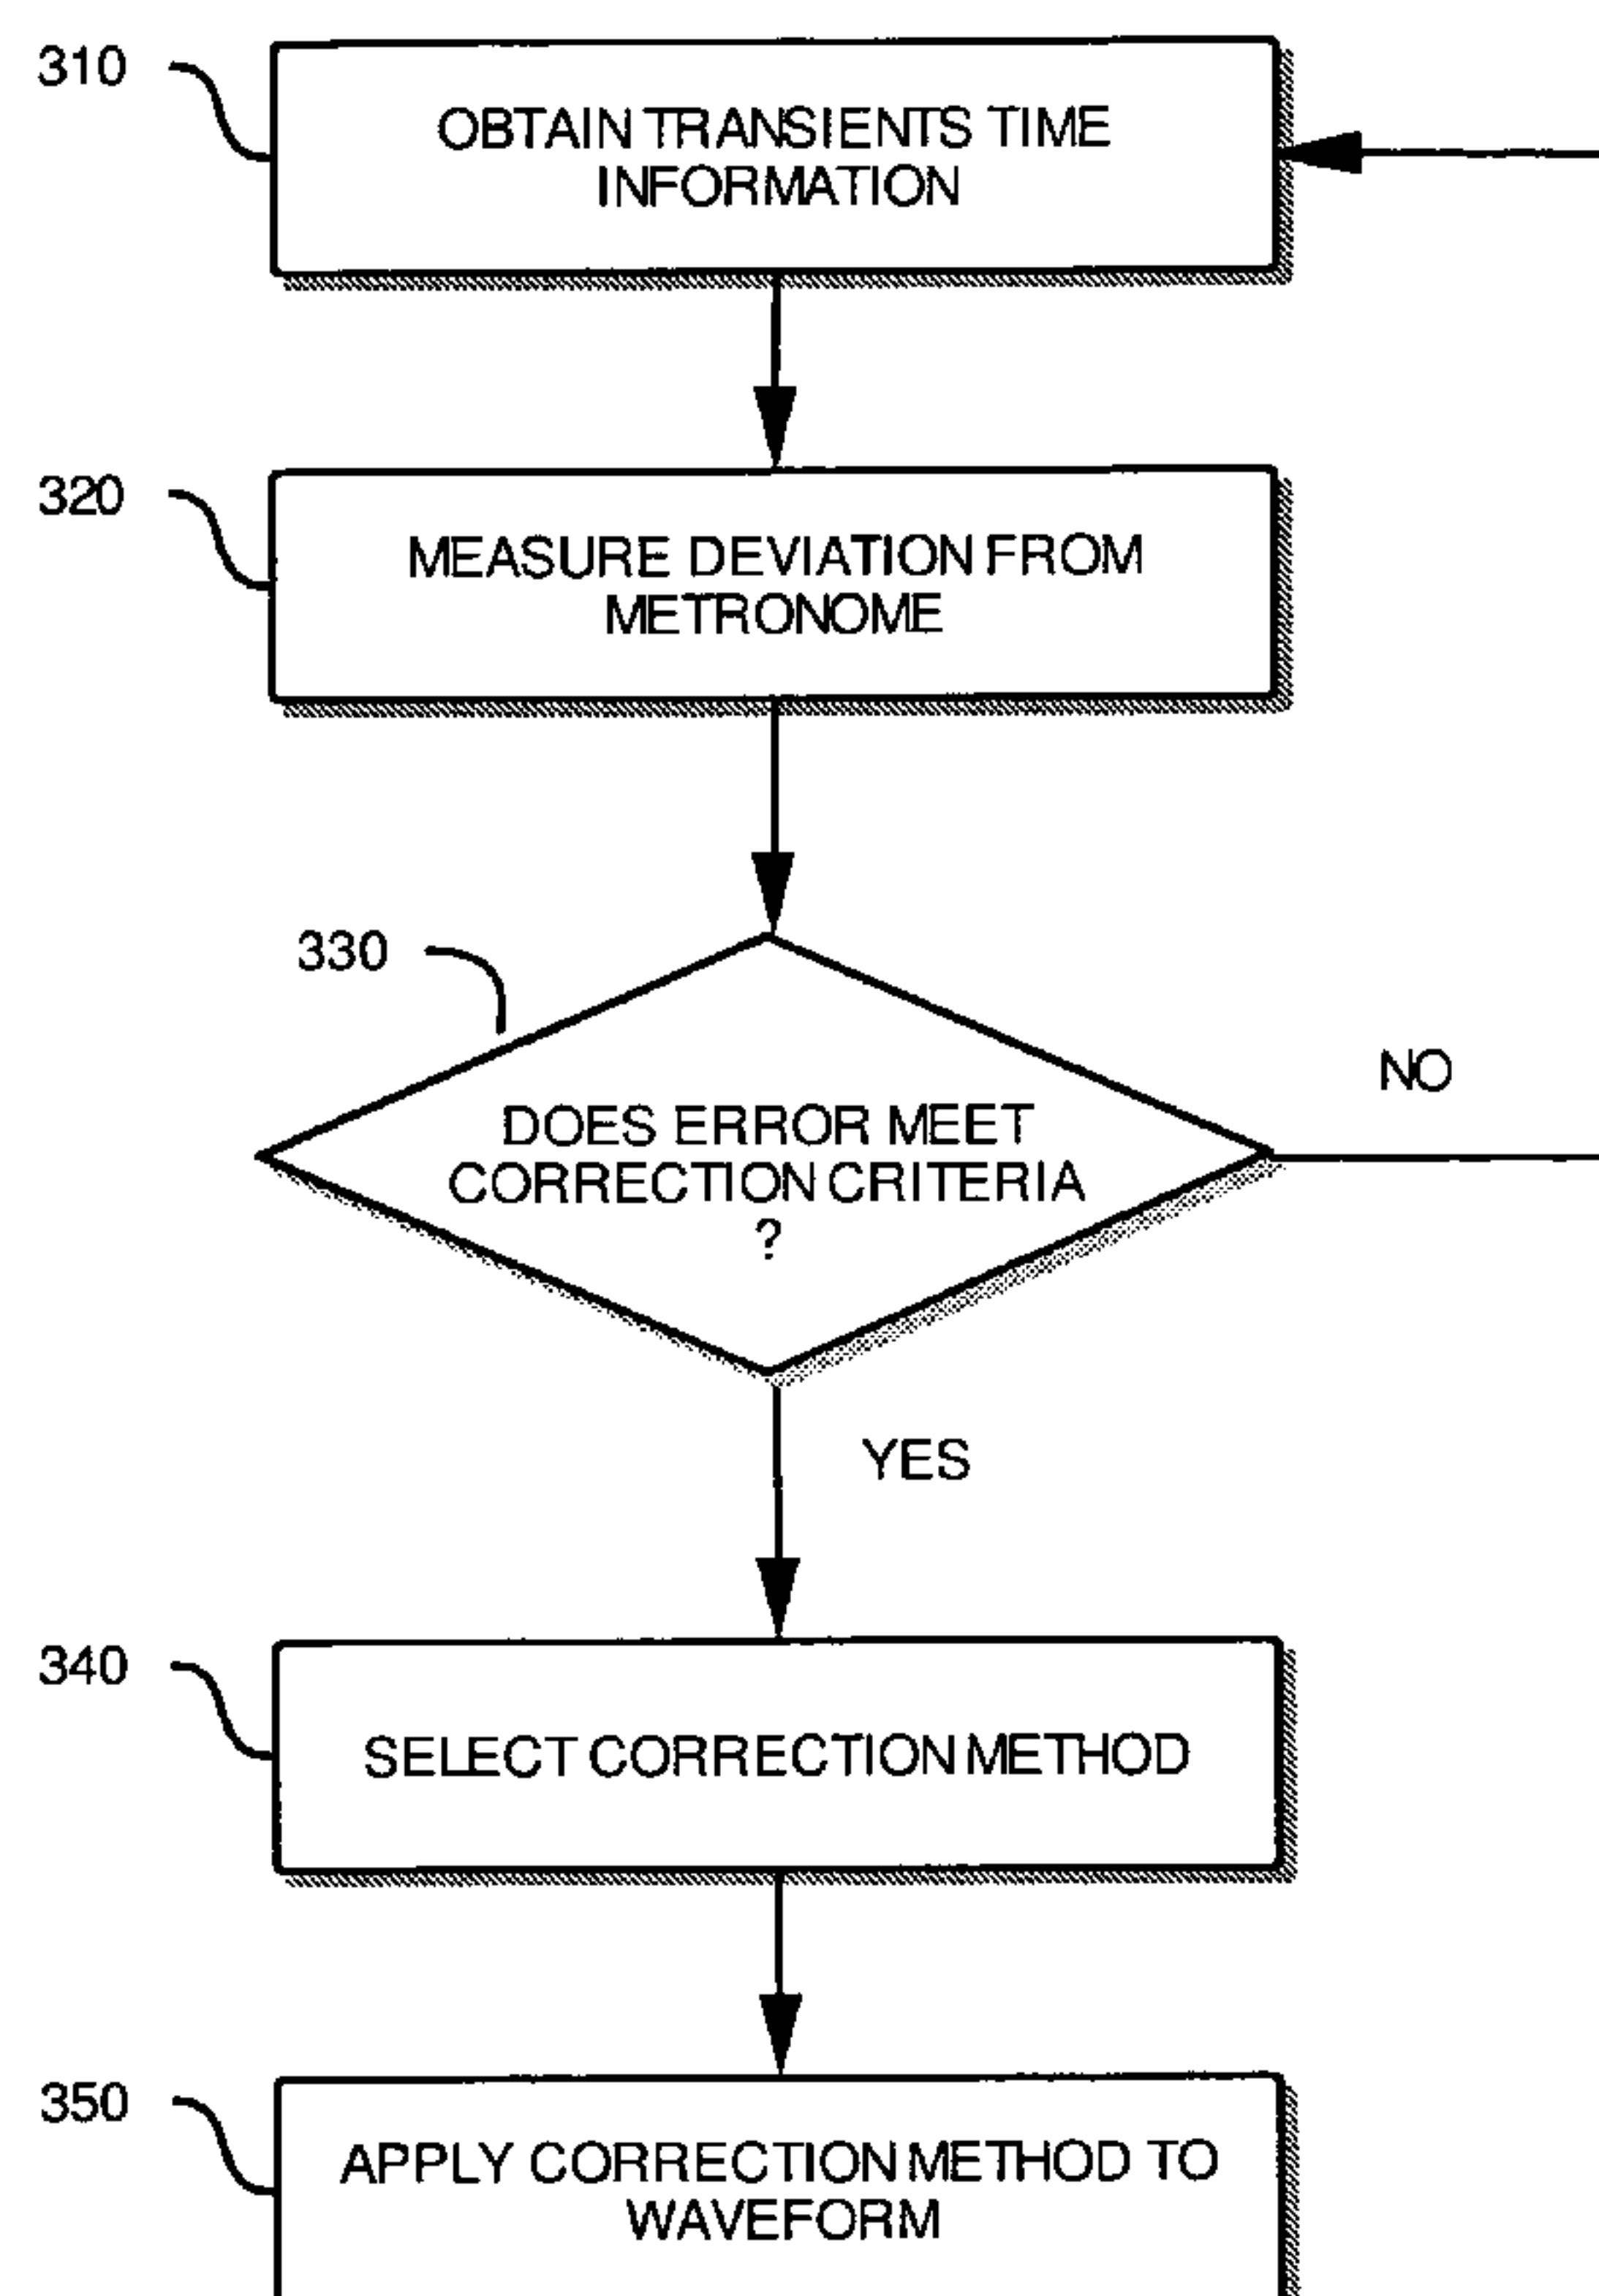 310
OBTAIN TRANSIENTS TIME
INFORMATION
320
MEASURE DEVIATION FROM
METRONOME
330
DOES ERROR MEET
CORRECTION CRITERIA
?
NO
YES
340
SELECT CORRECTION METHOD
350
APPLY CORRECTION METHOD TO
WAVEFORM